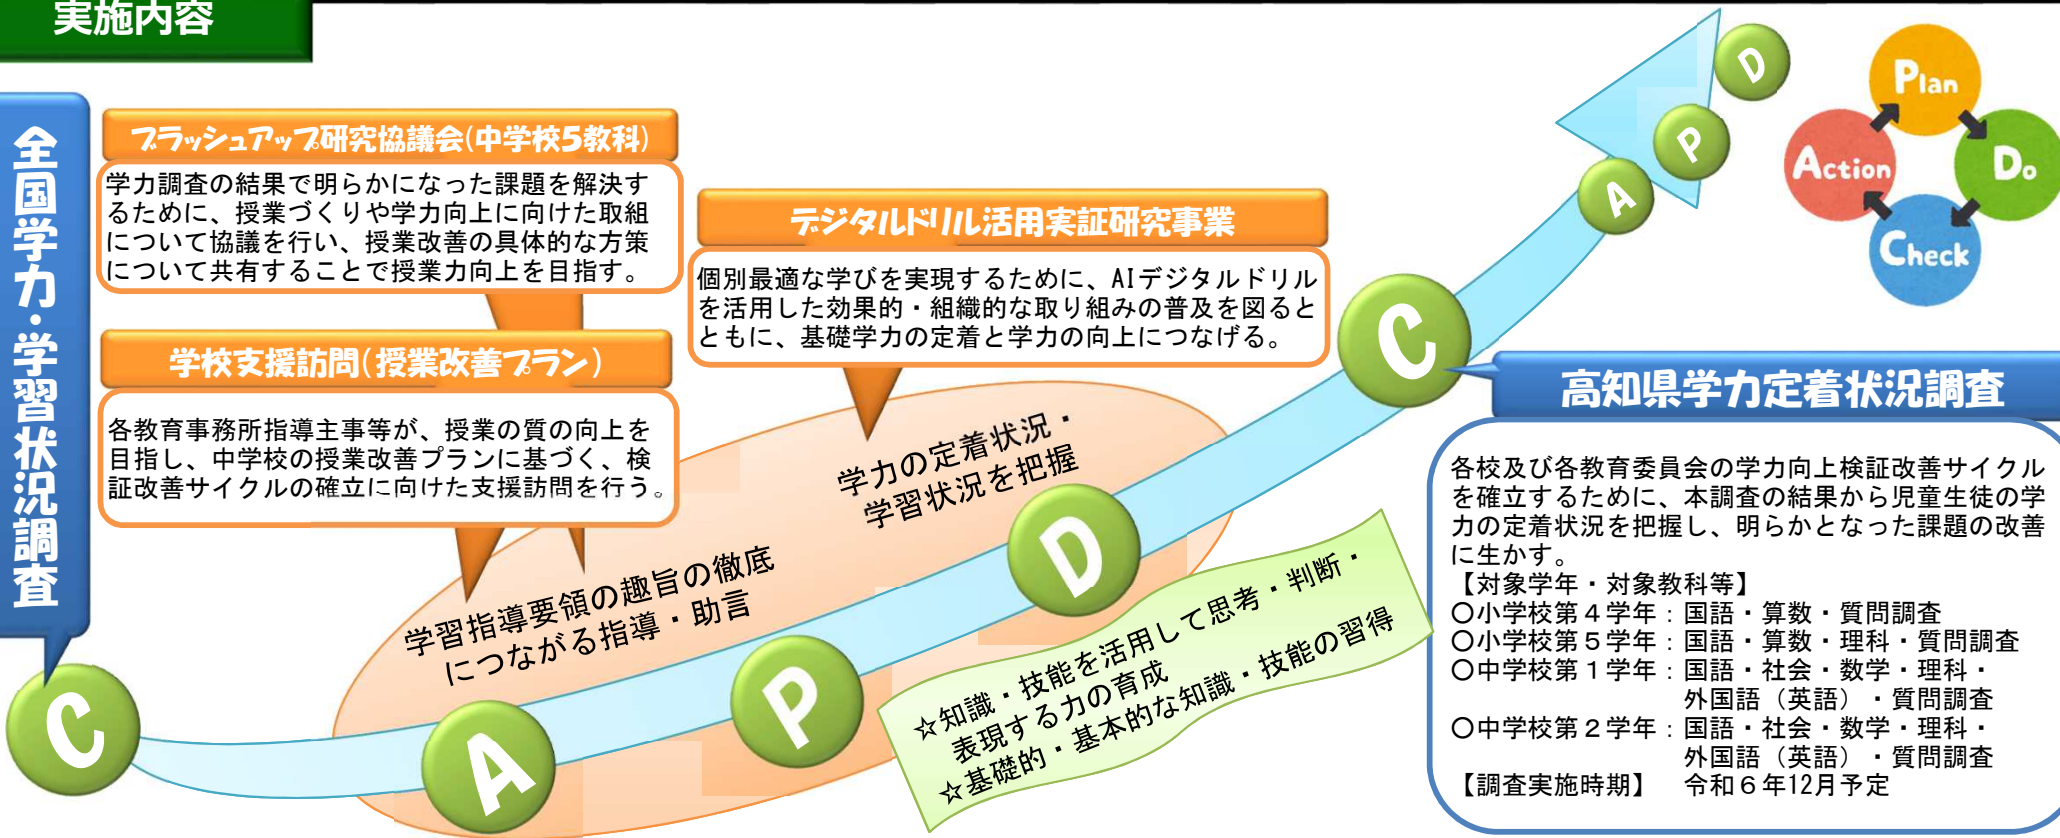 実施内容
全国学力・学習状況調査
ブラッシュアップ研究協議会(中学校5教科)
学力調査の結果で明らかになった課題を解決す
るために、授業づくりや学力向上に向けた取組
について協議を行い、授業改善の具体的な方策
について共有することで授業力向上を目指す。
学校支援訪問(授業改善プラン)
各教育事務所指導主事等が、授業の質の向上を
目指し、中学校の授業改善プランに基づく、検
証改善サイクルの確立に向けた支援訪問を行う。
デジタルドリル活用実証研究事業
個別最適な学びを実現するために、AIデジタルドリル
を活用した効果的・組織的な取り組みの普及を図ると
ともに、基礎学力の定着と学力の向上につなげる。
学力の定着状況・
学習状況を把握
学習指導要領の趣旨の徹底
につながる指導・助言
C
A
P
D
C
A
P
D
☆知識・技能を活用して思考・判断・
表現する力の育成
☆基礎的・基本的な知識・技能の習得
Plan
Do
Check
Action
高知県学力定着状況調査
各校及び各教育委員会の学力向上検証改善サイクル
を確立するために、本調査の結果から児童生徒の学
力の定着状況を把握し、明らかとなった課題の改善
に生かす。
【対象学年・対象教科等】
○小学校第4学年:国語・算数・質問調査
○小学校第5学年:国語・算数・理科・質問調査
○中学校第1学年:国語・社会・数学・理科・
外国語(英語)・質問調査
○中学校第2学年:国語・社会・数学・理科・
外国語(英語)・質問調査
【調査実施時期】 令和6年12月予定